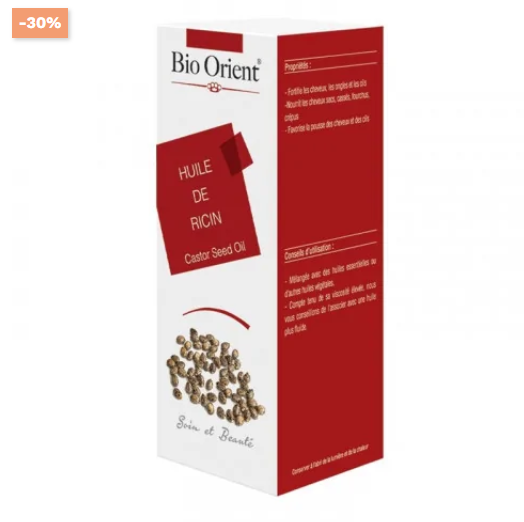 -30%
Bio Orient®
HUILE
DE
RICIN
Castor Seed Oil
Soin et Beauté
Propriétés :
- Fortifie les cheveux, les ongles et les cils
-Nourrit les cheveux secs, cassés, fourchus,
crépus
- Favorise la pousse des cheveux et des cils
Conseils d'utilisation :
- Mélangée avec des huiles essentielles ou
d'autres huiles végétales.
- Compte tenu de sa viscosité élevée, nous
vous conseillons de l'associer avec une huile
plus fluide.
Conserver à l'abri de la lumière et de la chaleur